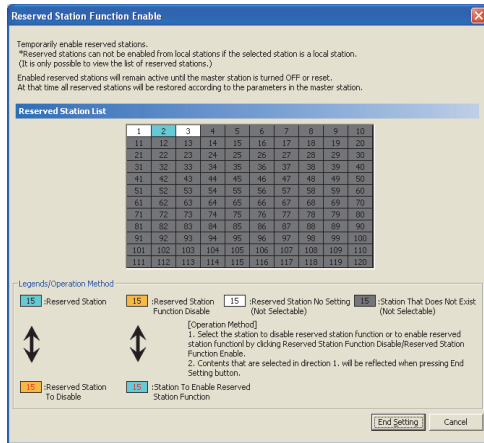 Reserved Station Function Enable
Temporarily enable reserved stations.
*Reserved stations can not be enabled from local stations if the selected station is a local station.
(It is only possible to view the list of reserved stations.)
Enabled reserved stations will remain active until the master station is turned OFF or reset.
At that time all reserved stations will be restored according to the parameters in the master station.
Reserved Station List
1 2 3 4 5 6 7 8 9 10
11 12 13 14 15 16 17 18 19 20
21 22 23 24 25 26 27 28 29 30
31 32 33 34 35 36 37 38 39 40
41 42 43 44 45 46 47 48 49 50
51 52 53 54 55 56 57 58 59 60
61 62 63 64 65 66 67 68 69 70
71 72 73 74 75 76 77 78 79 80
81 82 83 84 85 86 87 88 89 90
91 92 93 94 95 96 97 98 99 100
101 102 103 104 105 106 107 108 109 110
111 112 113 114 115 116 117 118 119 120
Legends/Operation Method
15 :Reserved Station 15 :Reserved Station 15 :Reserved Station No Setting 15 :Station That Does Not Exist
Function Disable (Not Selectable) (Not Selectable)
[Operation Method]
1. Select the station to disable reserved station function or to enable reserved
station function\ by clicking Reserved Station Function Disable/Reserved Station
Function Enable.
2. Contents that are selected in direction 1. will be reflected when pressing End
Setting button.
15 :Reserved Station 15 :Station To Enable Reserved
To Disable Station Function
End Setting Cancel